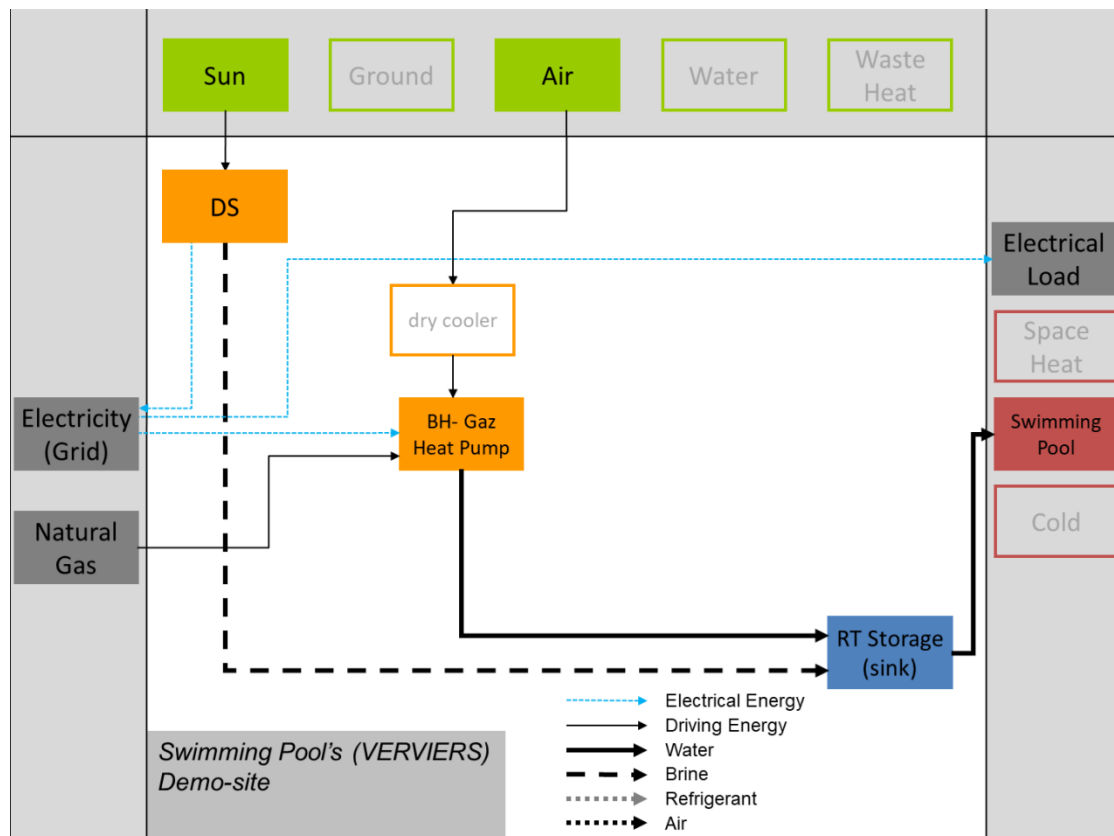 Sun
Ground
Air
Water
Waste
Heat
DS
Electrical
Load
dry cooler
Space
Heat
Electricity
(Grid)
BH- Gaz
Heat Pump
Swimming
Pool
Natural
Gas
Cold
RT Storage
(sink)
Electrical Energy
Driving Energy
Water
Brine
Refrigerant
Air
Swimming Pool's (VERVIERS)
Demo-site